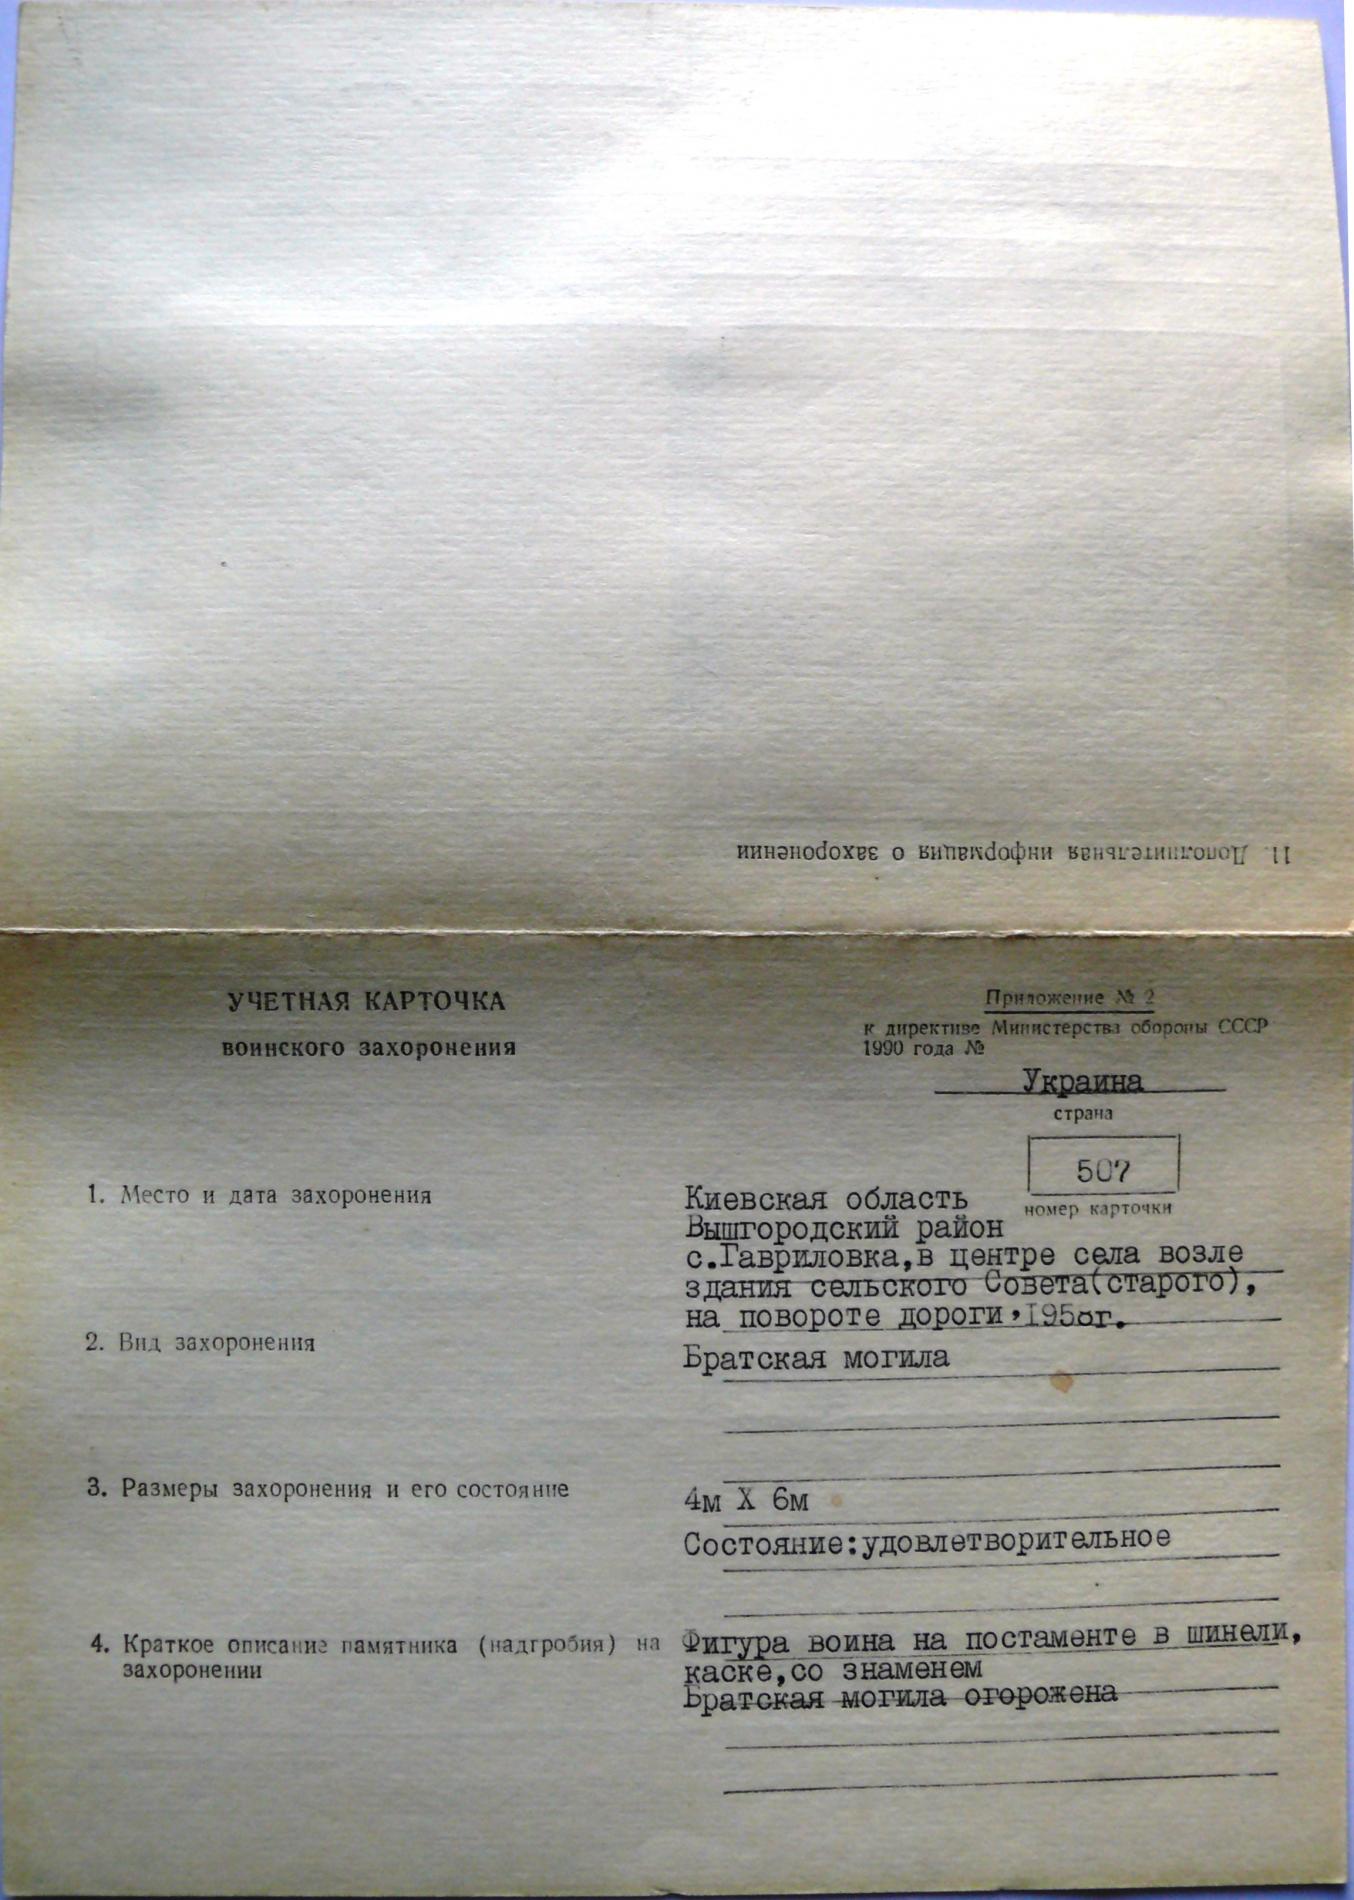 11. Дополнительная информация о захоронении
УЧЕТНАЯ КАРТОЧКА
воинского захоронения
Приложение № 2
к директиве Министерства обороны СССР
1990 года №
Украина
страна
507
номер карточки
1. Место и дата захоронения
Киевская область
Вышгородский район
с.Гавриловка,в центре села возле
здания сельского Совета(старого),
на повороте дороги,
2. Вид захоронения
Братская могила
3. Размеры захоронения и его состояние
4м X 6м
Состояние:удовлетворительное
4. Краткое описание памятника (надгробия) на
захоронении
Фигура воина на постаменте в шинели,
каске,со знаменем
Братская могила огорожена